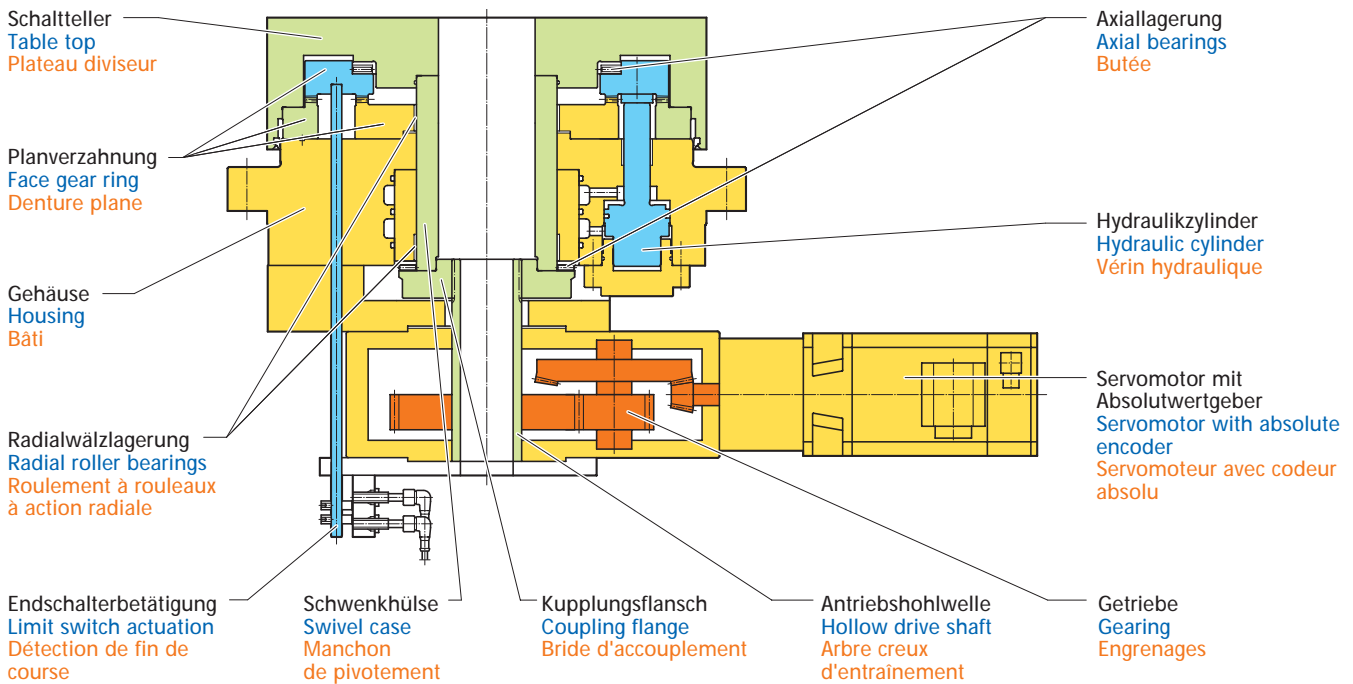 Schaltteller
Table top
Plateau diviseur
Axiallagerung
Axial bearings
Butée
Planverzahnung
Face gear ring
Denture plane
Hydraulikzylinder
Hydraulic cylinder
Vérin hydraulique
Gehäuse
Housing
Bâti
Servomotor mit
Absolutwertgeber
Servomotor with absolute
encoder
Servomoteur avec codeur
absolu
Radialwälzlagerung
Radial roller bearings
Roulement à rouleaux
à action radiale
Endschalterbetätigung
Limit switch actuation
Détection de fin de
course
Schwenkhülse
Swivel case
Manchon
de pivotement
Kupplungsflansch
Coupling flange
Bride d'accouplement
Antriebshohlwelle
Hollow drive shaft
Arbre creux
d'entraînement
Getriebe
Gearing
Engrenages